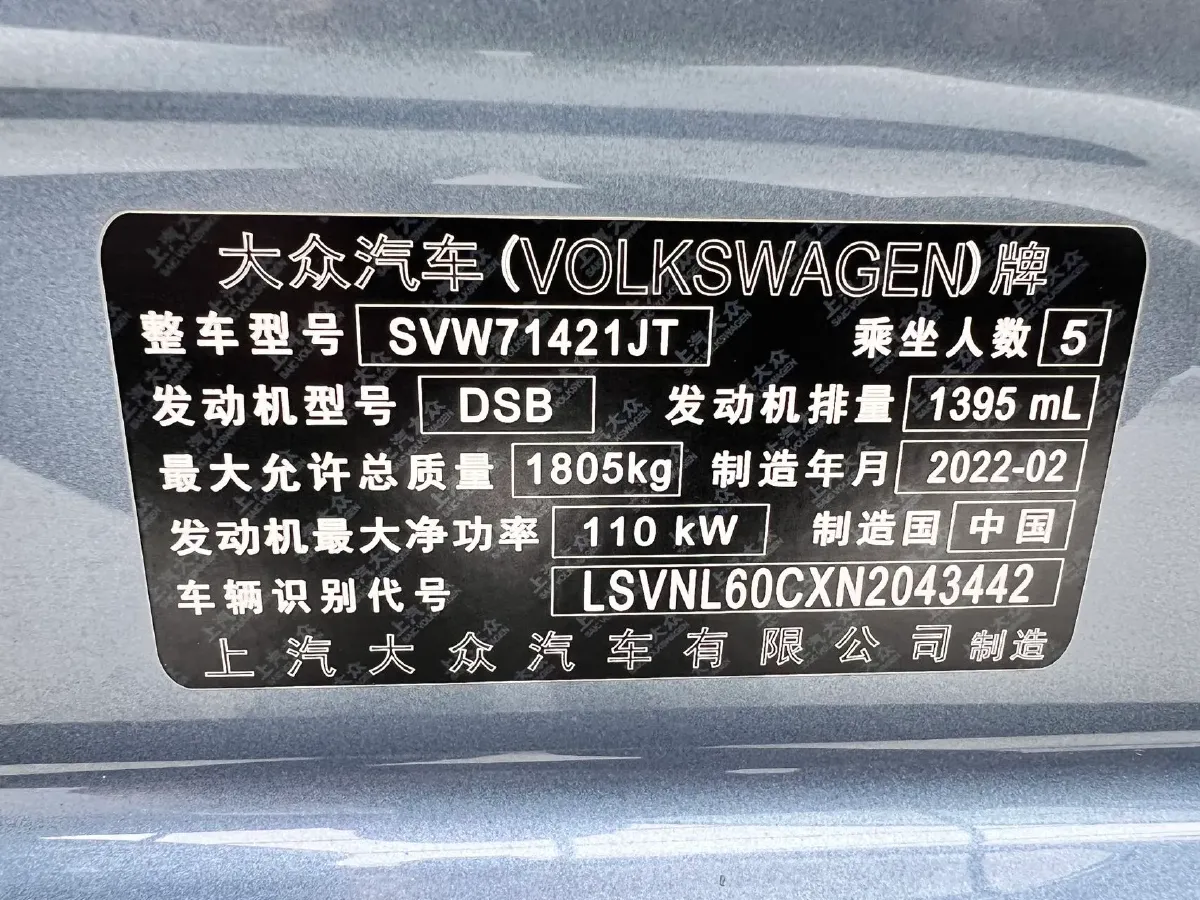 大众汽车(VOLKSWAGEN)牌
整车型号 SVW71421JT 乘坐人数 5
发动机型号 DSB 发动机排量 1395 mL
最大允许总质量 1805kg 制造年月 2022-02
发动机最大净功率 110 kW 制造国 中国
车辆识别代号 LSVNL60CXN2043442
上汽大众汽车有限公司 制造